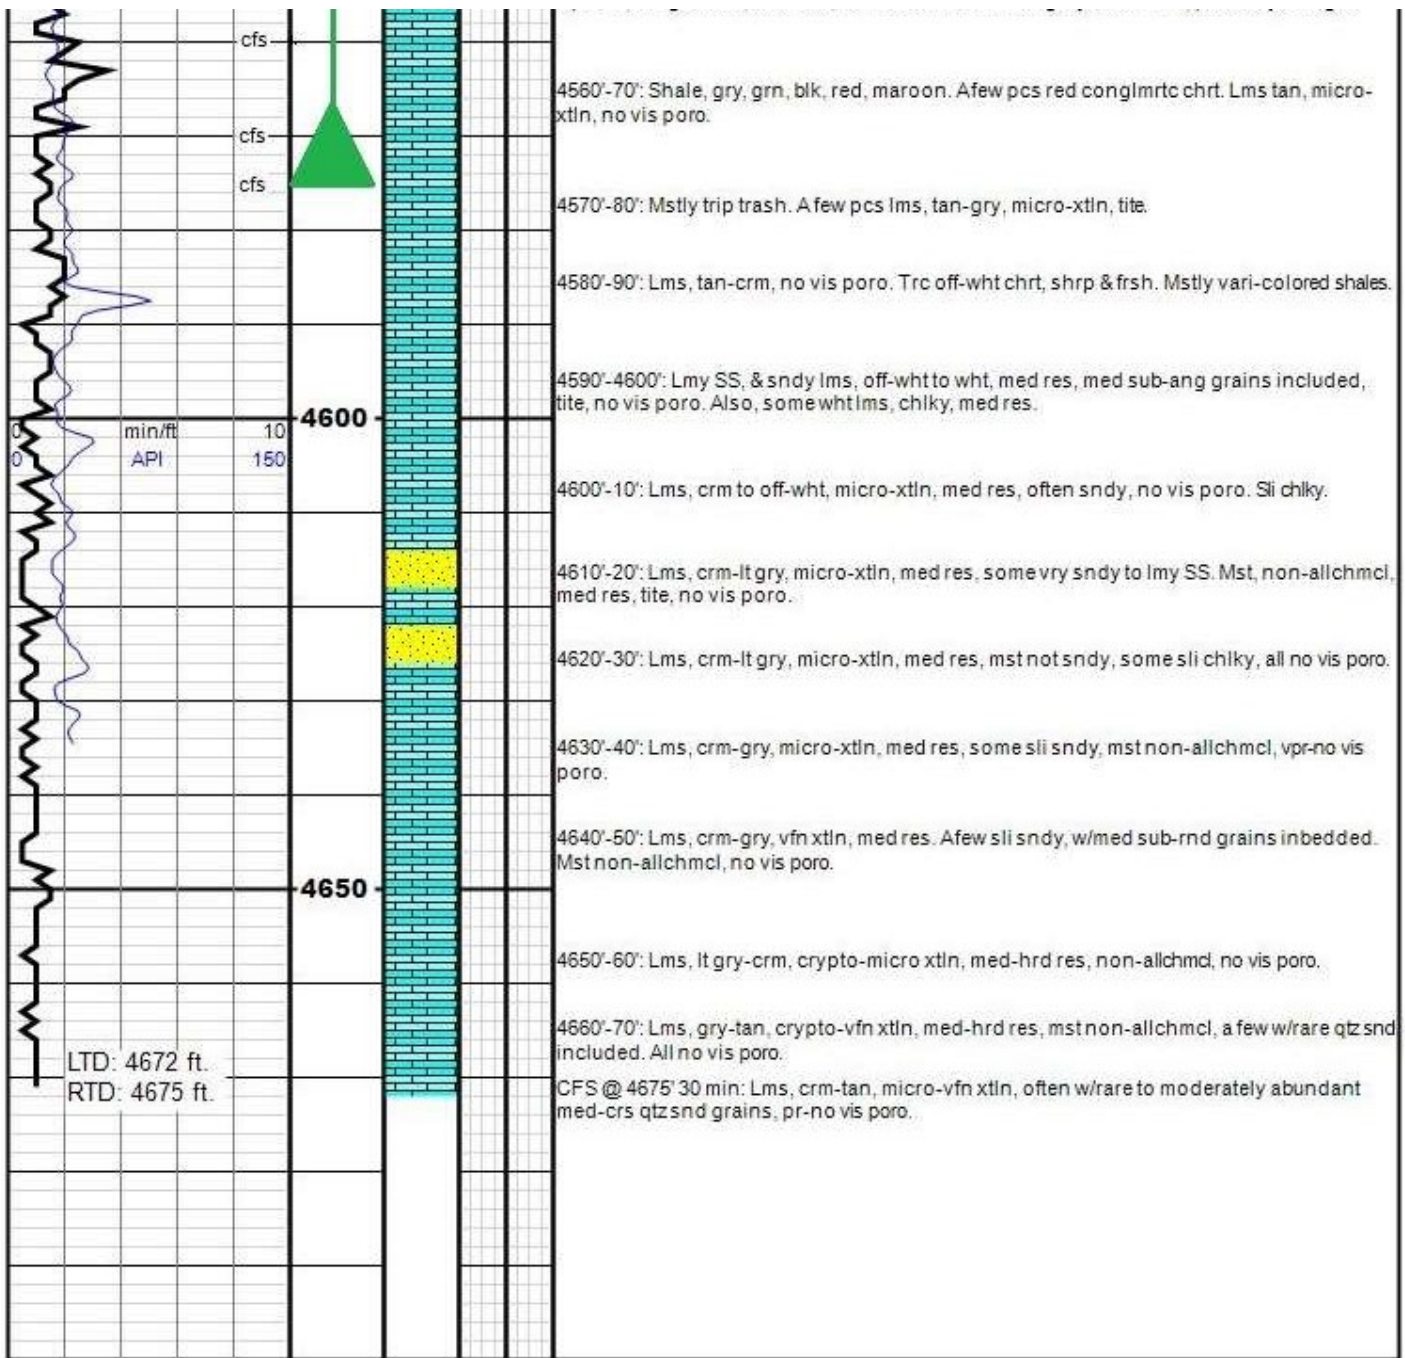 cfs
4560'-70': Shale, gry, grn, blk, red, maroon. Afew pcs red conglmrtc chrt. Lms tan, micro-
xtln, no vis poro.
cfs
cfs
4570'-80': Mstly trip trash. A few pcs lms, tan-gry, micro-xtln, tite.
4580'-90': Lms, tan-crm, no vis poro. Trc off-wht chrt, shrp & frsh. Mstly vari-colored shales.
4590'-4600': Lmy SS, & sndy lms, off-wht to wht, med res, med sub-ang grains included,
tite, no vis poro. Also, some wht lms, chlky, med res.
4600
0 min/ft 10
0 API 150
4600'-10': Lms, crm to off-wht, micro-xtln, med res, often sndy, no vis poro. Sli chlky.
4610'-20': Lms, crm-lt gry, micro-xtln, med res, some vry sndy to lmy SS. Mst, non-allchmcl,
med res, tite, no vis poro.
4620'-30': Lms, crm-lt gry, micro-xtln, med res, mst not sndy, some sli chlky, all no vis poro.
4630'-40': Lms, crm-gry, micro-xtln, med res, some sli sndy, mst non-allchmcl, vpr-no vis
poro.
4640'-50': Lms, crm-gry, vfn xtln, med res. Afew sli sndy, w/med sub-rnd grains inbedded.
Mst non-allchmcl, no vis poro.
4650
4650'-60': Lms, lt gry-crm, crypto-micro xtln, med-hrd res, non-allchmcl, no vis poro.
4660'-70': Lms, gry-tan, crypto-vfn xtln, med-hrd res, mst non-allchmcl, a few w/rare qtz snd
included. All no vis poro.
LTD: 4672 ft.
RTD: 4675 ft.
CFS @ 4675' 30 min: Lms, crm-tan, micro-vfn xtln, often w/rare to moderately abundant
med-crs qtz snd grains, pr-no vis poro.